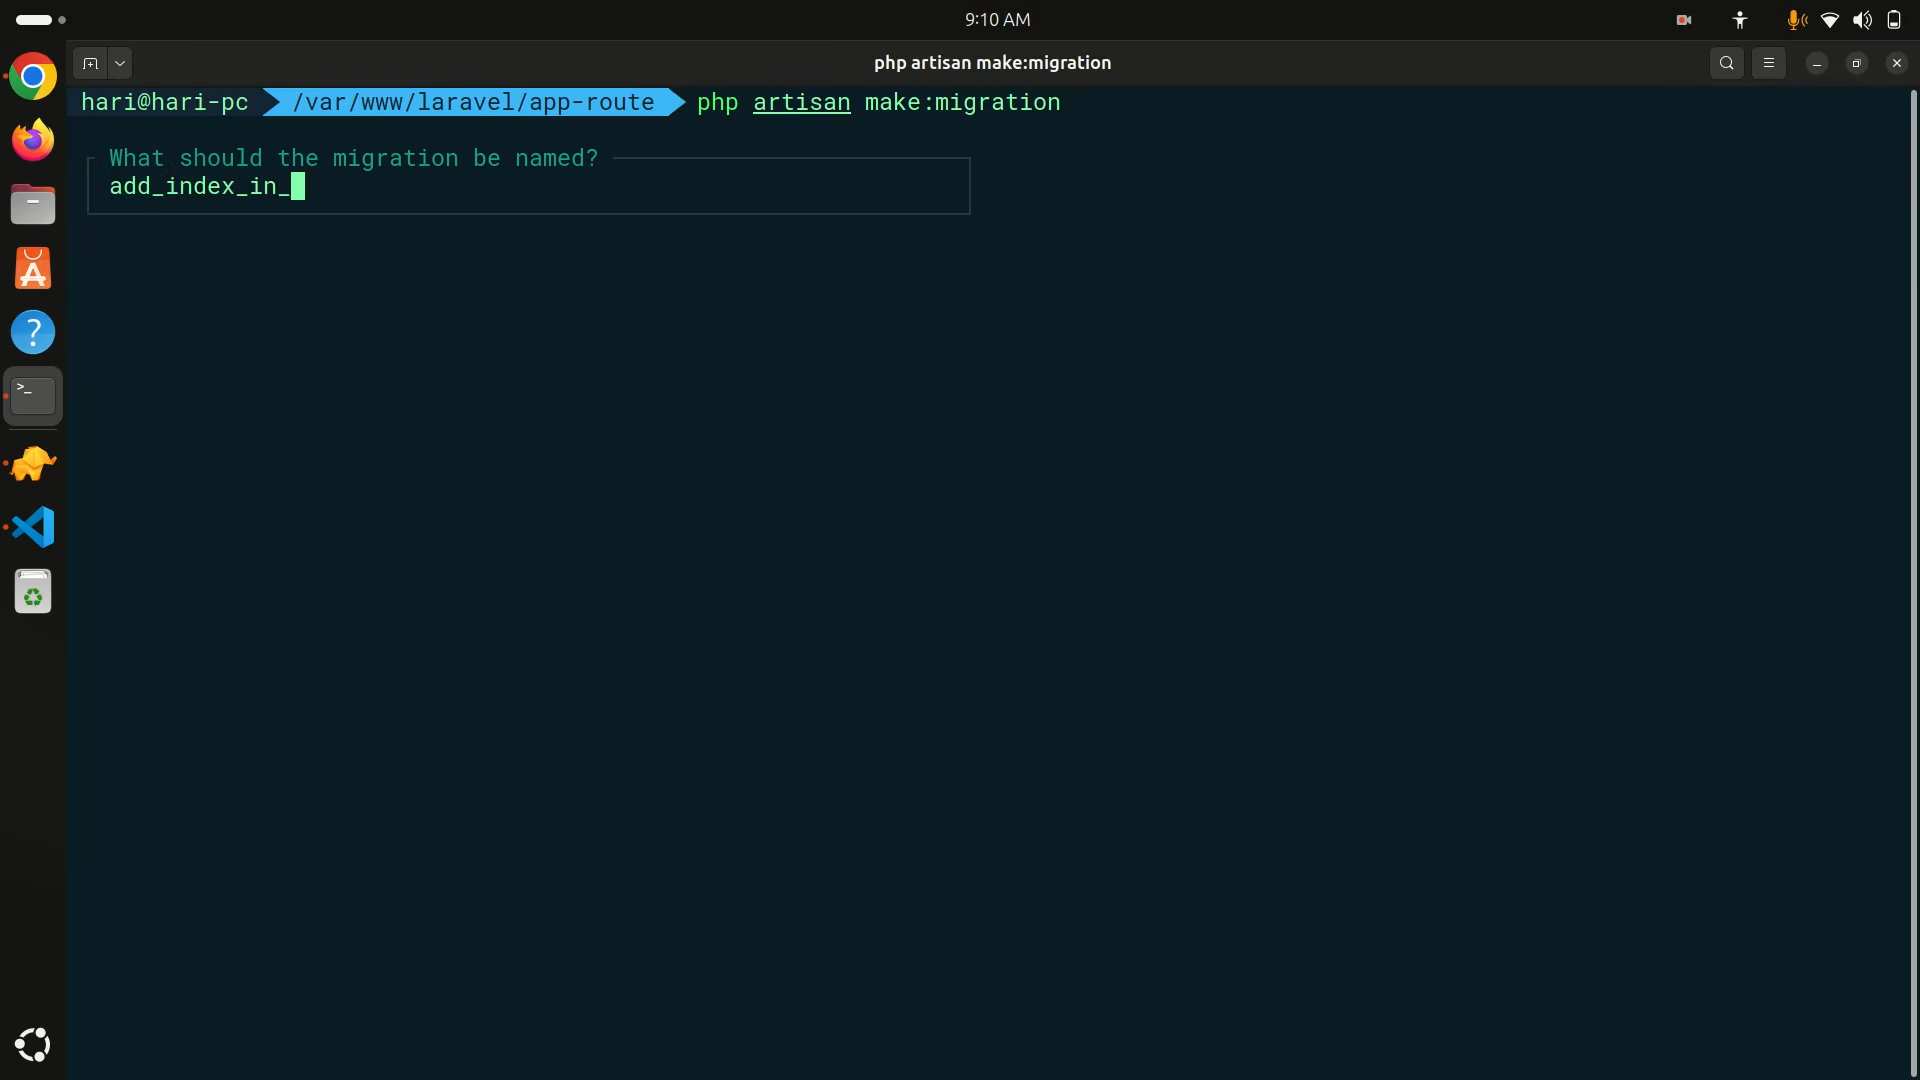 9:10 AM
php artisan make:migration
hari@hari-pc /var/www/laravel/app-route php artisan make:migration
What should the migration be named?
add_index_in_